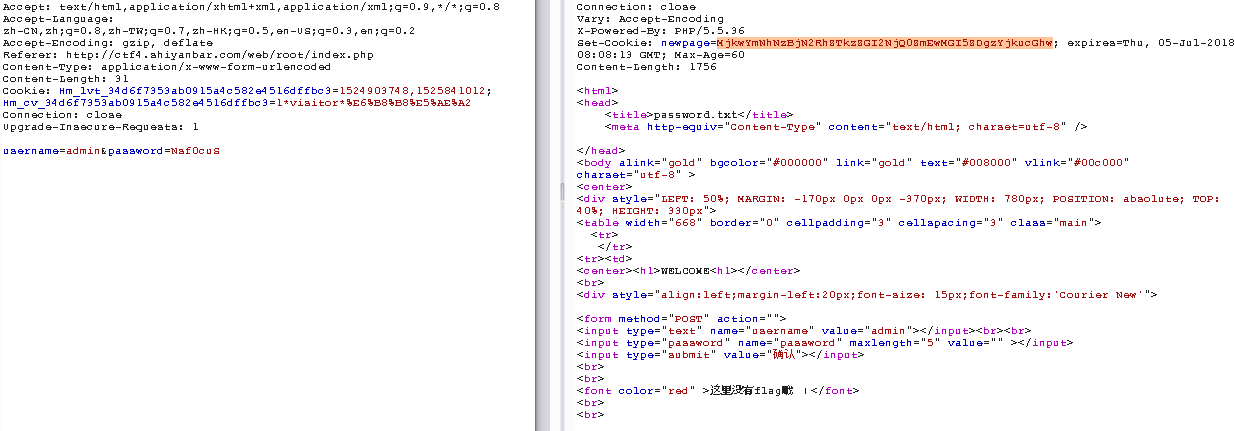 Accept: text/html,application/xhtml+xml,application/xml;q=0.9,*/*;q=0.8
Accept-Language:
zh-CN,zh;q=0.8,zh-TW;q=0.7,zh-HK;q=0.5,en-US;q=0.3,en;q=0.2
Accept-Encoding: gzip, deflate
Referer: http://ctf4.shiyanbar.com/web/root/index.php
Content-Type: application/x-www-form-urlencoded
Content-Length: 31
Cookie: Hm_lvt_34d6f7353ab0915a4c582e4516dffbc3=1524903748,1525841012;
Hm_cv_34d6f7353ab0915a4c582e4516dffbc3=1*visitor*%E6%B8%B8%E5%AE%A2
Connection: close
Upgrade-Insecure-Requests: 1
username=admin&password=Nsf0cuS
Connection: close
Vary: Accept-Encoding
X-Powered-By: PHP/5.5.36
Set-Cookie: newpage=MjkwYmNhNzBjN2RhZTkzZGI2NjQ0ZmEwMGI5ZDgzYjkucGhw; expires=Thu, 05-Jul-2018
08:08:13 GMT; Max-Age=60
Content-Length: 1756
<html>
<head>
<title>password.txt</title>
<meta http-equiv="Content-Type" content="text/html; charset=utf-8" />
</head>
<body alink="gold" bgcolor="#000000" link="gold" text="#008000" vlink="#00c000"
charset="utf-8" >
<center>
<div style="LEFT: 50%; MARGIN: -170px 0px 0px -370px; WIDTH: 780px; POSITION: absolute; TOP:
40%; HEIGHT: 330px">
<table width="668" border="0" cellpadding="3" cellspacing="3" class="main">
<tr>
</tr>
<tr><td>
<center><h1>WELCOME<h1></center>
<br>
<div style="align:left;margin-left:20px;font-size: 15px;font-family:'Courier New'">
<form method="POST" action="">
<input type="text" name="username" value="admin"></input><br><br>
<input type="password" name="password" maxlength="5" value="" ></input>
<input type="submit" value="确认"></input>
<br>
<br>
<font color="red" >这里没有flag哦 !</font>
<br>
<br>